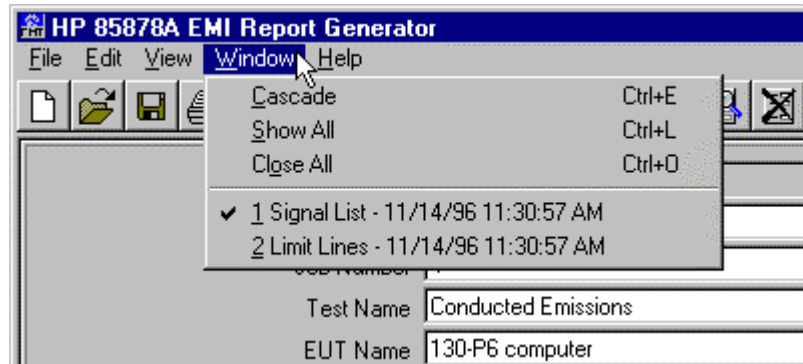 HP 85878A EMI Report Generator
File Edit View Window Help
Cascade Ctrl+E
Show All Ctrl+L
Close All Ctrl+O
✔ 1 Signal List - 11/14/96 11:30:57 AM
2 Limit Lines - 11/14/96 11:30:57 AM
Test Name Conducted Emissions
EUT Name 130-P6 computer